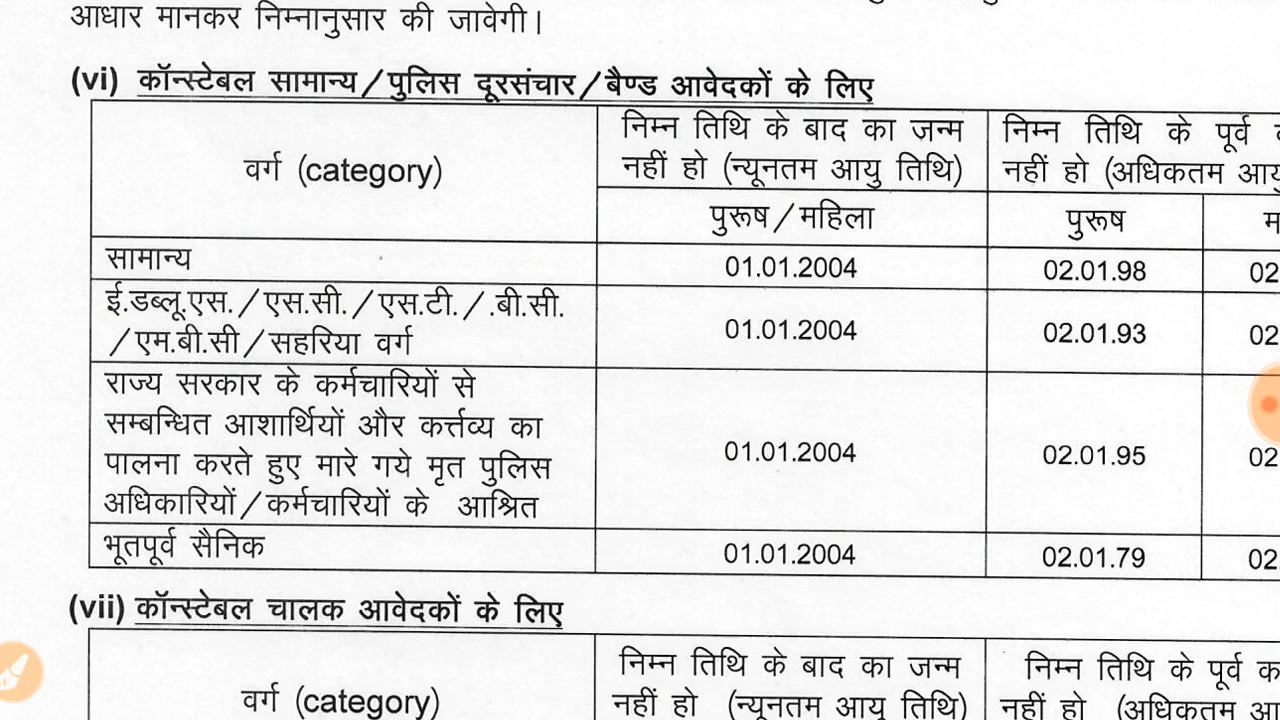 आधार मानकर निम्नानुसार की जावेगी।
(vi) कॉन्स्टेबल सामान्य/पुलिस दूरसंचार/बैण्ड आवेदकों के लिए
वर्ग (category)
निम्न तिथि के बाद का जन्म
नहीं हो (न्यूनतम आयु तिथि)
निम्न तिथि के पूर्व
नहीं हो (अधिकतम
पुरूष/महिला
पुरूष
सामान्य
01.01.2004
02.01.98
02
ई.डब्लू.एस./एस.सी./एस.टी./.बी.सी.
/एम.बी.सी/सहरिया वर्ग
01.01.2004
02.01.93
02
राज्य सरकार के कर्मचारियों से
सम्बन्धित आशार्थियों और कर्त्तव्य का
पालना करते हुए मारे गये मृत पुलिस
अधिकारियों/कर्मचारियों के आश्रित
01.01.2004
02.01.95
02
भूतपूर्व सैनिक
01.01.2004
02.01.79
02
(vii) कॉन्स्टेबल चालक आवेदकों के लिए
वर्ग (category)
निम्न तिथि के बाद का जन्म
नहीं हो (न्यूनतम आयु तिथि)
निम्न तिथि के पूर्व
नहीं हो (अधिकतम